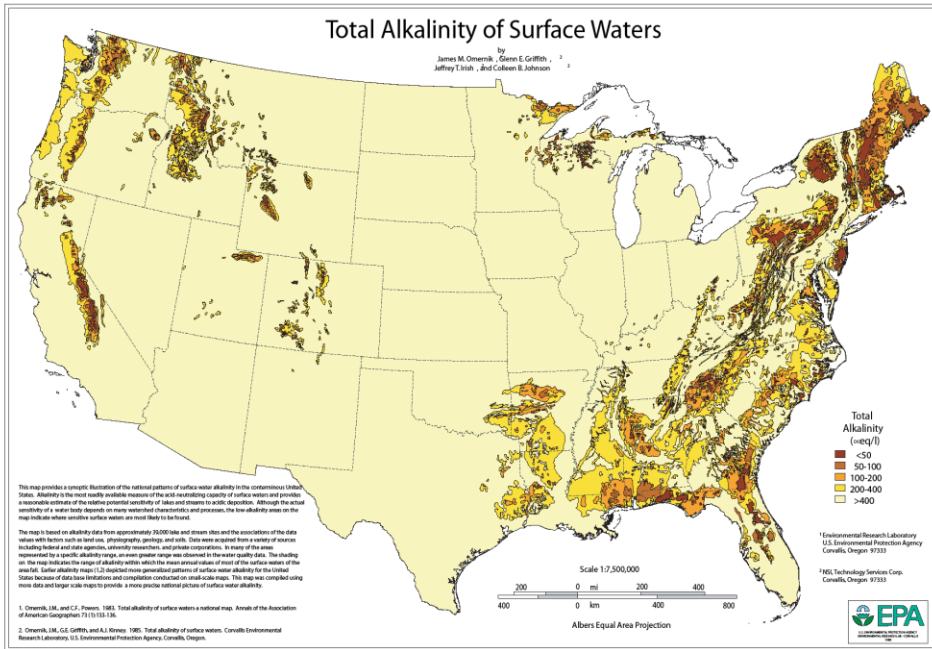 Total Alkalinity of Surface Waters
by
James M. Omernik , Glenn E. Griffith , 2
Jeffrey T. Irish , and Colleen B. Johnson 2
Total
Alkalinity
(∞eq/l)
<50
50-100
100-200
200-400
>400
This map provides a synoptic illustration of the national patterns of surface water alkalinity in the conterminous United
States. Alkalinity is the most readily available measure of the acid-neutralizing capacity of surface waters and provides
a reasonable estimate of the relative potential sensitivity of lakes and streams to acidic deposition. Although the actual
sensitivity of a water body depends on many watershed characteristics and processes, the low-alkalinity areas on the
map indicate where sensitive surface waters are most likely to be found.
The map is based on alkalinity data from approximately 39,000 lake and stream sites and the associations of the data
values with factors such as land use, physiography, geology, and soils. Data were acquired from a variety of sources
including federal and state agencies, university researchers, and private corporations. In many of the areas
represented by a specific alkalinity range, an even greater range was observed in the water quality data. The shading
on the map indicates the range of alkalinity within which the mean annual values of most of the surface waters of the
area fall. Earlier alkalinity maps (1,2) depicted more generalized patterns of surface water alkalinity for the United
States because of data base limitations and compilation conducted on small-scale maps. This map was compiled using
more data and larger scale maps to provide a more precise national picture of surface water alkalinity.
1. Omernik, J.M., and C.F., Powers. 1983. Total alkalinity of surface waters-a national map. Annals of the Association
of American Geographers 73 (1):133-136.
2. Omernik, J.M., G.E. Griffith, and A.J. Kinney. 1985. Total alkalinity of surface waters. Corvallis Environmental
Research Laboratory, U.S. Environmental Protection Agency, Corvallis, Oregon.
Scale 1:7,500,000
200 0 mi 200 400
400 0 km 400 800
Albers Equal Area Projection
1 Environmental Research Laboratory
U.S. Environmental Protection Agency
Corvallis, Oregon 97333
2 NSI, Technology Services Corp.
Corvallis, Oregon 97333
EPA
U.S. ENVIRONMENTAL PROTECTION AGENCY